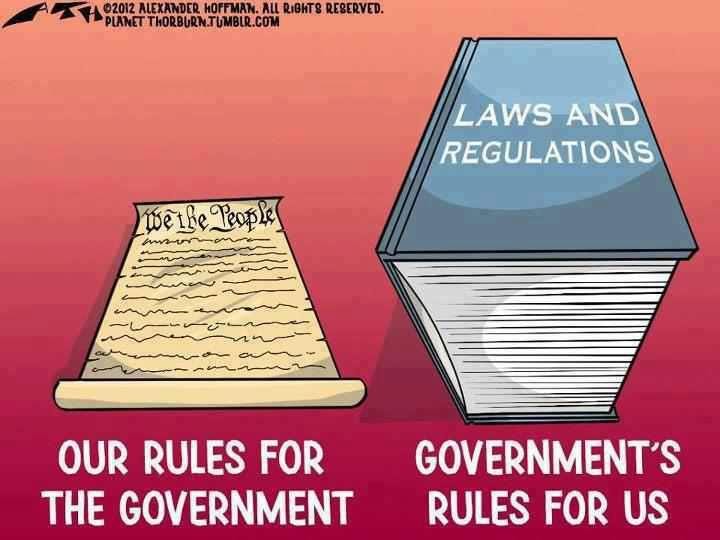 ©2012 ALEXANDER HOFFMAN. ALL RIGHTS RESERVED.
PLANET THORBURN.TUMBLR.COM
LAWS AND
REGULATIONS
We the People
OUR RULES FOR
THE GOVERNMENT
GOVERNMENT'S
RULES FOR US